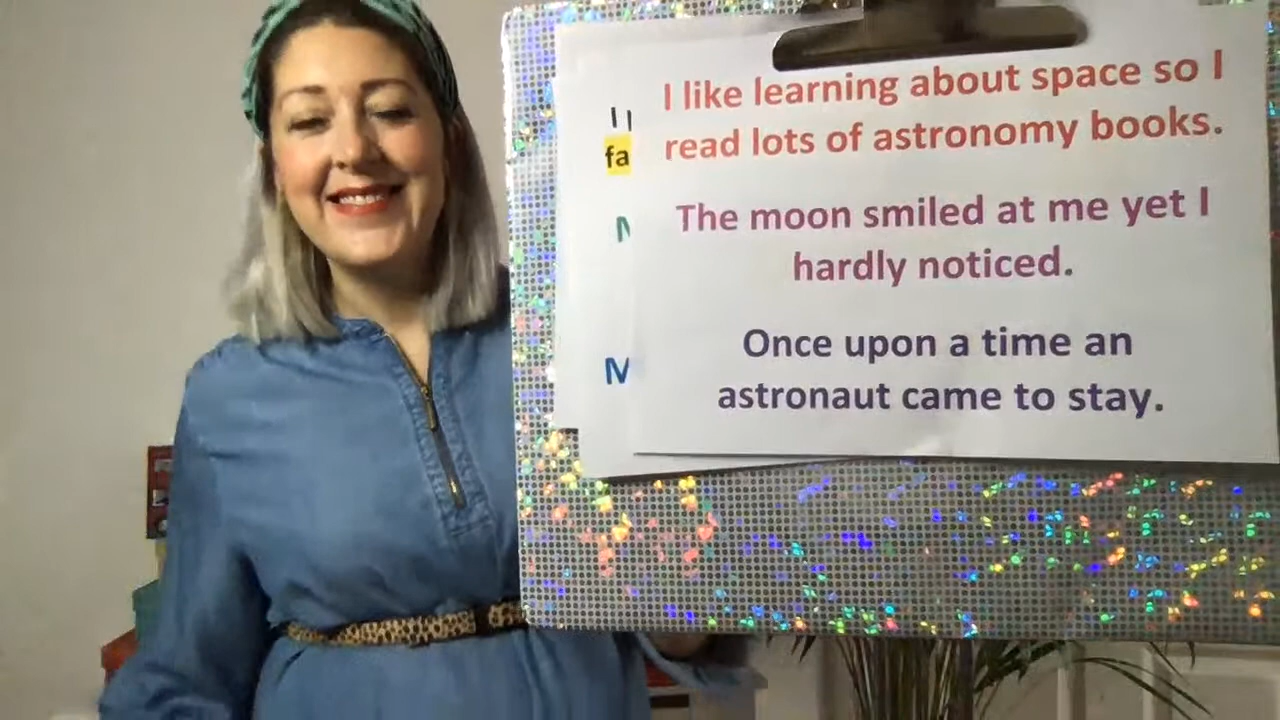 I like learning about space so I
read lots of astronomy books.
The moon smiled at me yet I
hardly noticed.
Once upon a time an
astronaut came to stay.
fa
M